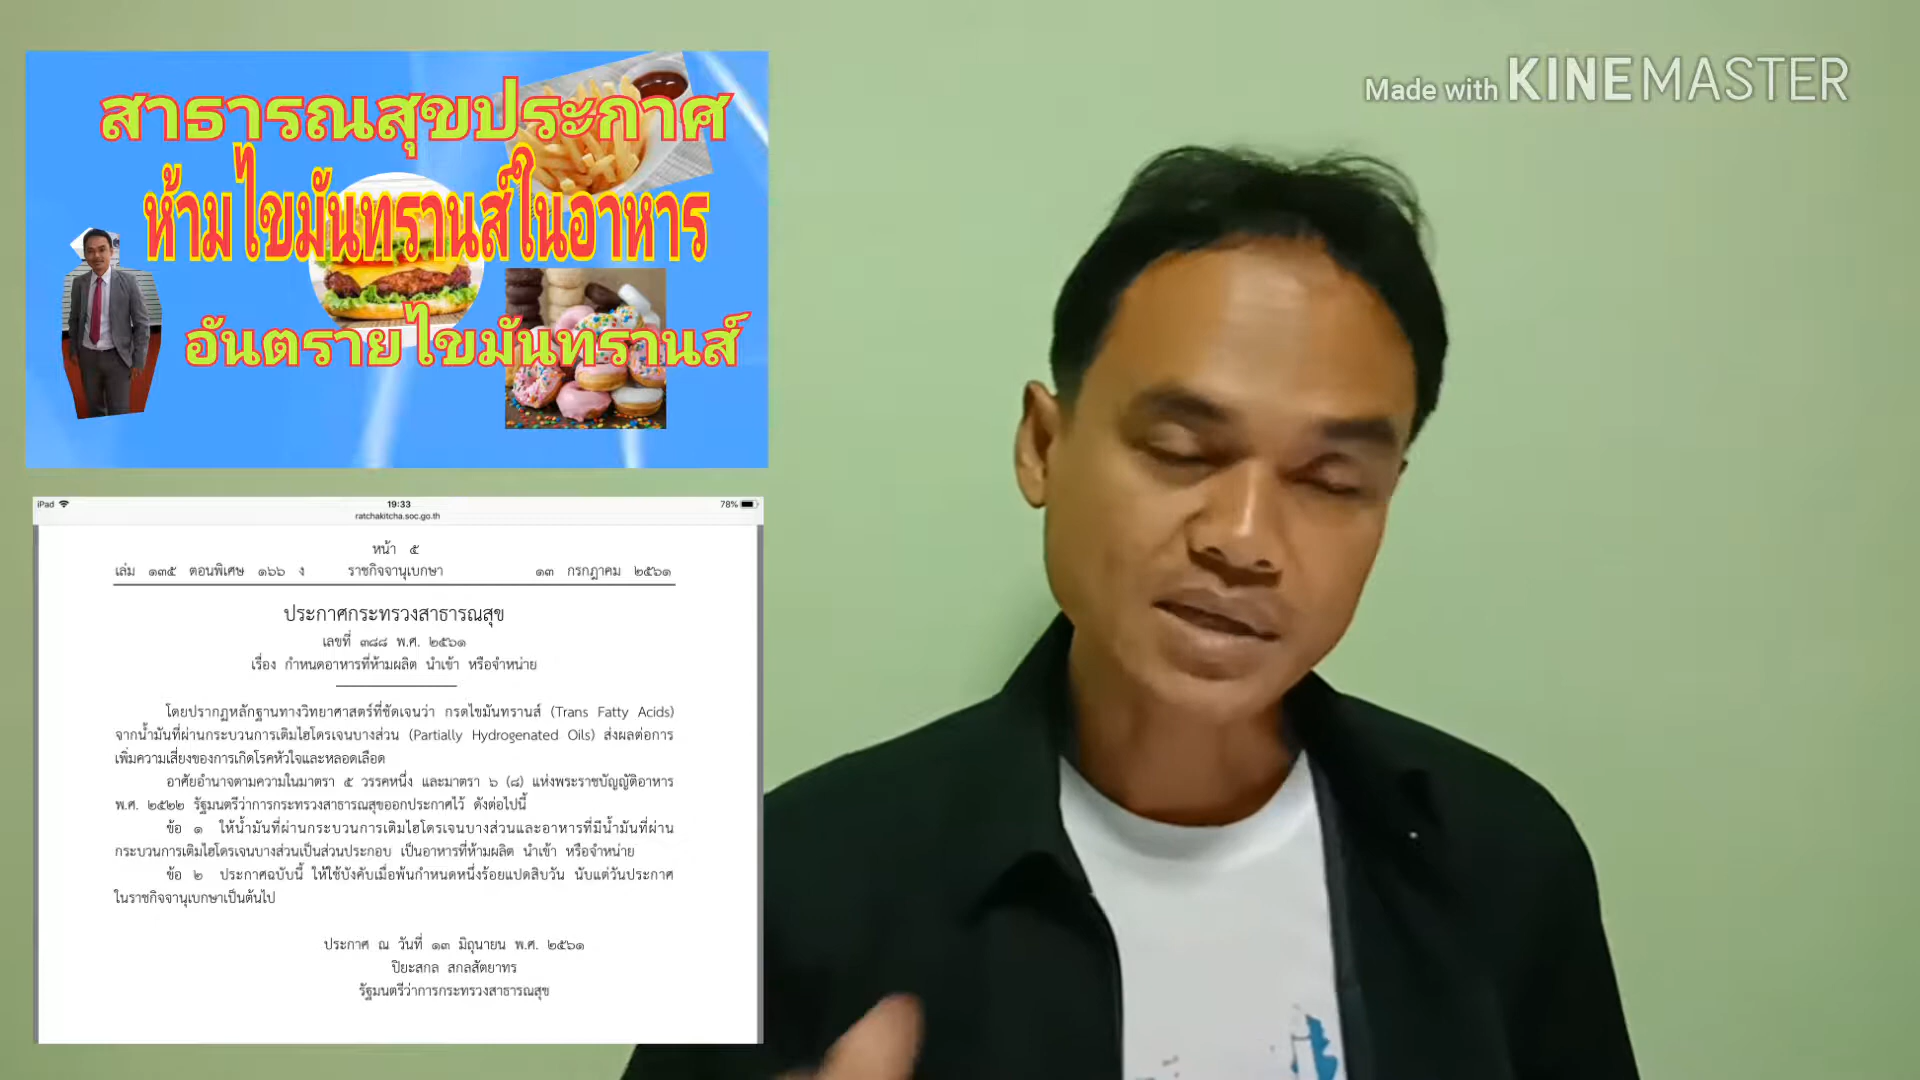 สาธารณสุขประกาศ
ห้ามไขมันทรานส์ในอาหาร
อันตรายไขมันทรานส์
Made with KINEMASTER
iPad 19:33 78%
ratchakitcha.soc.go.th
หน้า ๕
เล่ม ๑๓๕ ตอนพิเศษ ๑๖๖ ง ราชกิจจานุเบกษา ๑๓ กรกฎาคม ๒๕๖๑
ประกาศกระทรวงสาธารณสุข
เลขที่ ๓๘๘ พ.ศ. ๒๕๖๑
เรื่อง กำหนดอาหารที่ห้ามผลิต นำเข้า หรือจำหน่าย
โดยปรากฏหลักฐานทางวิทยาศาสตร์ที่ชัดเจนว่า กรดไขมันทรานส์ (Trans Fatty Acids)
จากน้ำมันที่ผ่านกระบวนการเติมไฮโดรเจนบางส่วน (Partially Hydrogenated Oils) ส่งผลต่อการ
เพิ่มความเสี่ยงของการเกิดโรคหัวใจและหลอดเลือด
อาศัยอำนาจตามความในมาตรา ๕ วรรคหนึ่ง และมาตรา ๖ (๘) แห่งพระราชบัญญัติอาหาร
พ.ศ. ๒๕๒๒ รัฐมนตรีว่าการกระทรวงสาธารณสุขออกประกาศไว้ ดังต่อไปนี้
ข้อ ๑ ให้น้ำมันที่ผ่านกระบวนการเติมไฮโดรเจนบางส่วนและอาหารที่มีน้ำมันที่ผ่าน
กระบวนการเติมไฮโดรเจนบางส่วนเป็นส่วนประกอบ เป็นอาหารที่ห้ามผลิต นำเข้า หรือจำหน่าย
ข้อ ๒ ประกาศฉบับนี้ ให้ใช้บังคับเมื่อพ้นกำหนดหนึ่งร้อยแปดสิบวัน นับแต่วันประกาศ
ในราชกิจจานุเบกษาเป็นต้นไป
ประกาศ ณ วันที่ ๑๓ มิถุนายน พ.ศ. ๒๕๖๑
ปิยะสกล สกลสัตยาทร
รัฐมนตรีว่าการกระทรวงสาธารณสุข